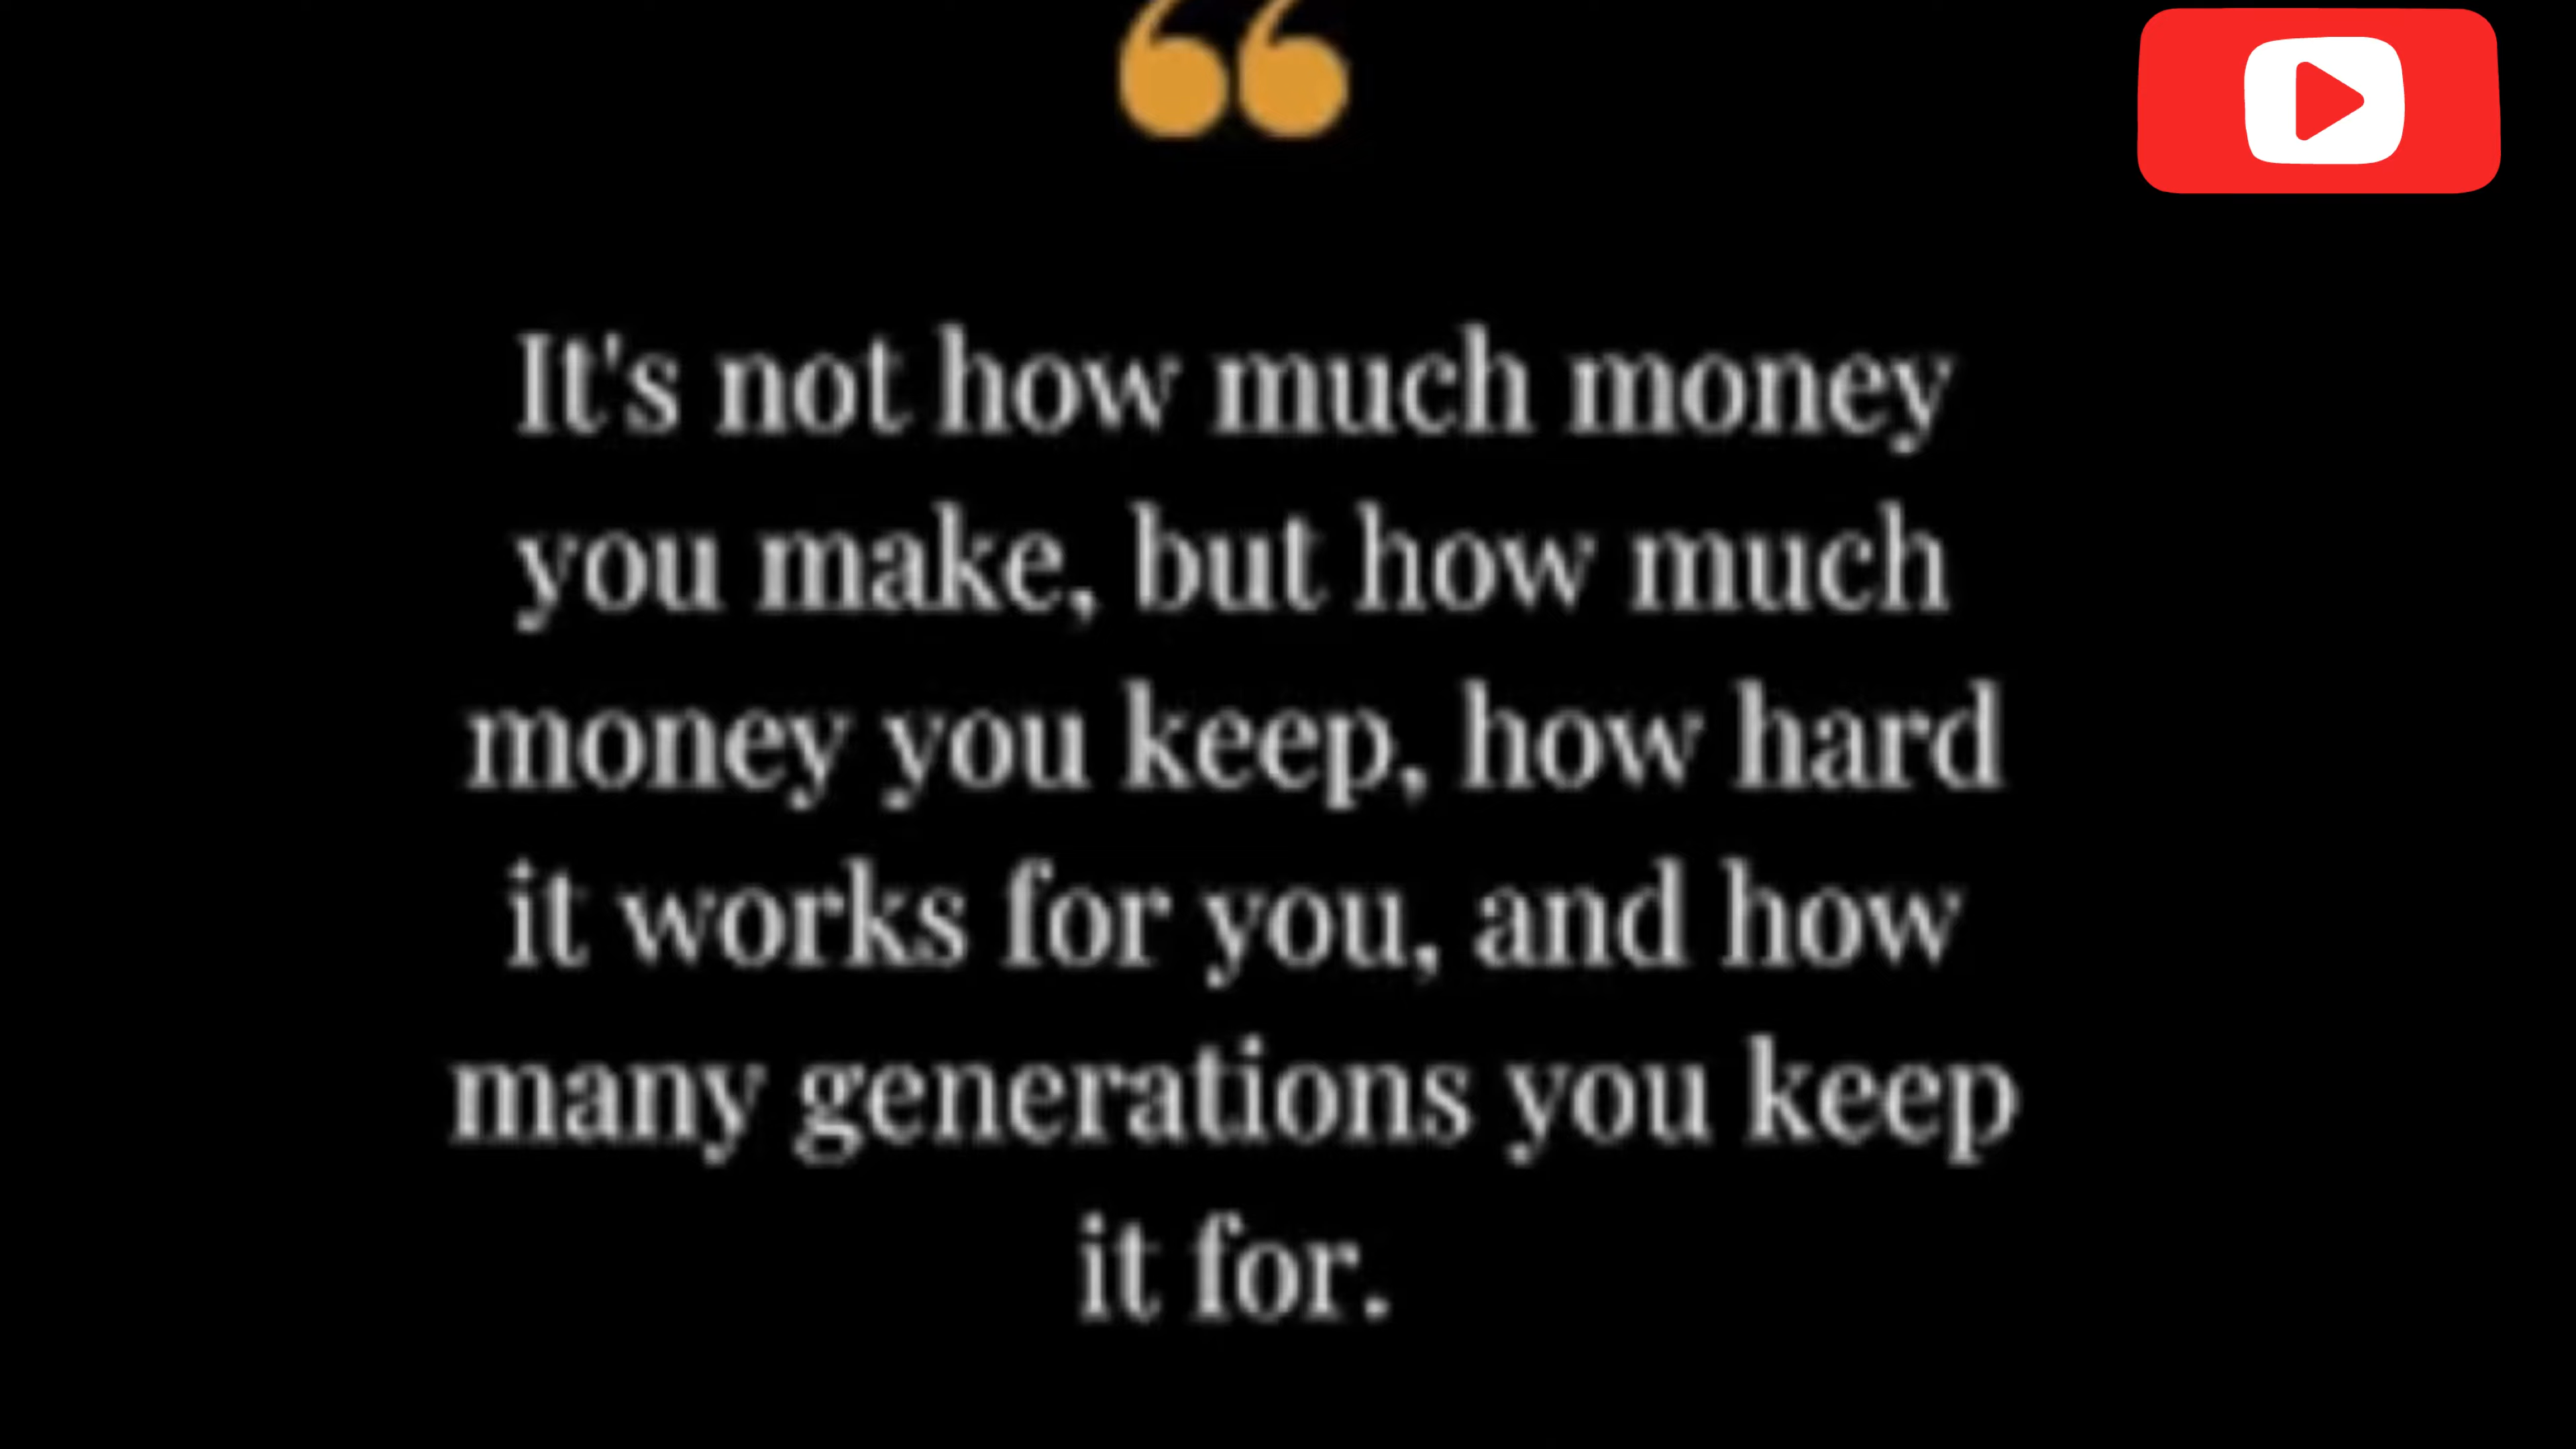 “
It's not how much money
you make, but how much
money you keep, how hard
it works for you, and how
many generations you keep
it for.